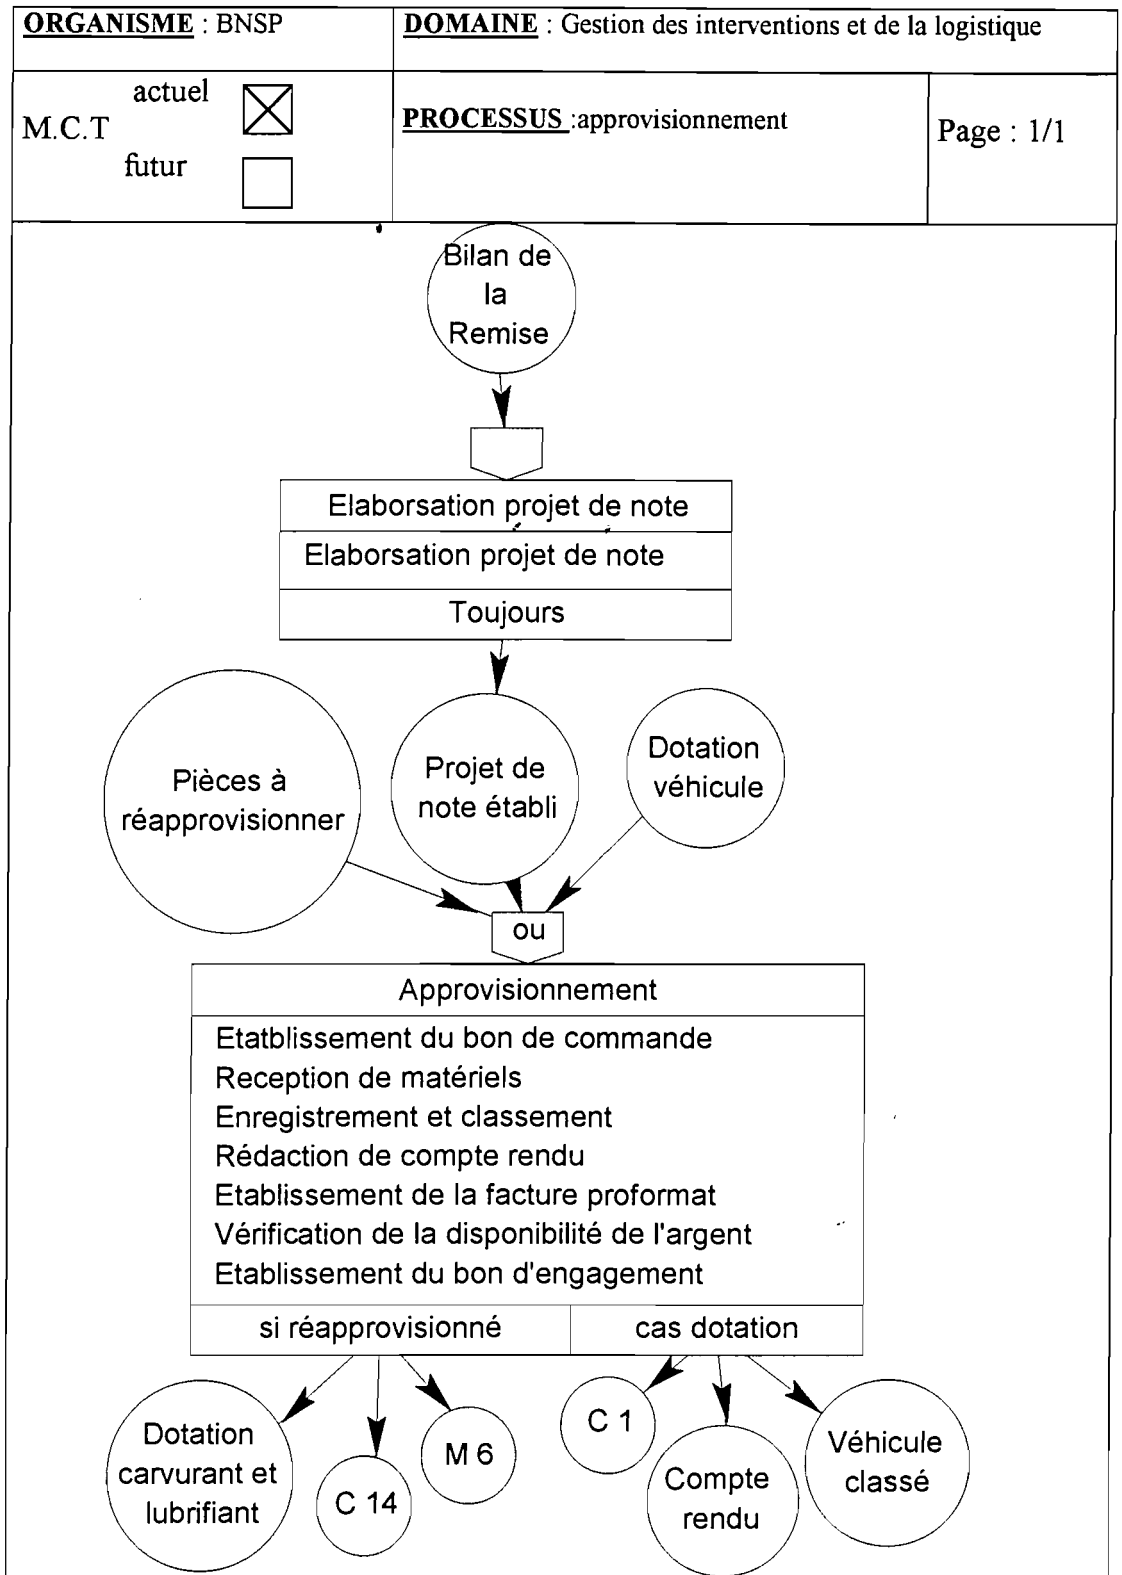 ORGANISME : BNSP
DOMAINE : Gestion des interventions et de la logistique
actuel
M.C.T
futur
PROCESSUS :approvisionnement
Page : 1/1
Bilan de
la
Remise
Elaborsation projet de note
Elaborsation projet de note
Toujours
Pièces à
réapprovisionner
Projet de
note établi
Dotation
véhicule
ou
Approvisionnement
Etatblissement du bon de commande
Reception de matériels
Enregistrement et classement
Rédaction de compte rendu
Etablissement de la facture proformat
Vérification de la disponibilité de l'argent
Etablissement du bon d'engagement
si réapprovisionné
cas dotation
Dotation
carvurant et
lubrifiant
C 14
M 6
C 1
Compte
rendu
Véhicule
classé